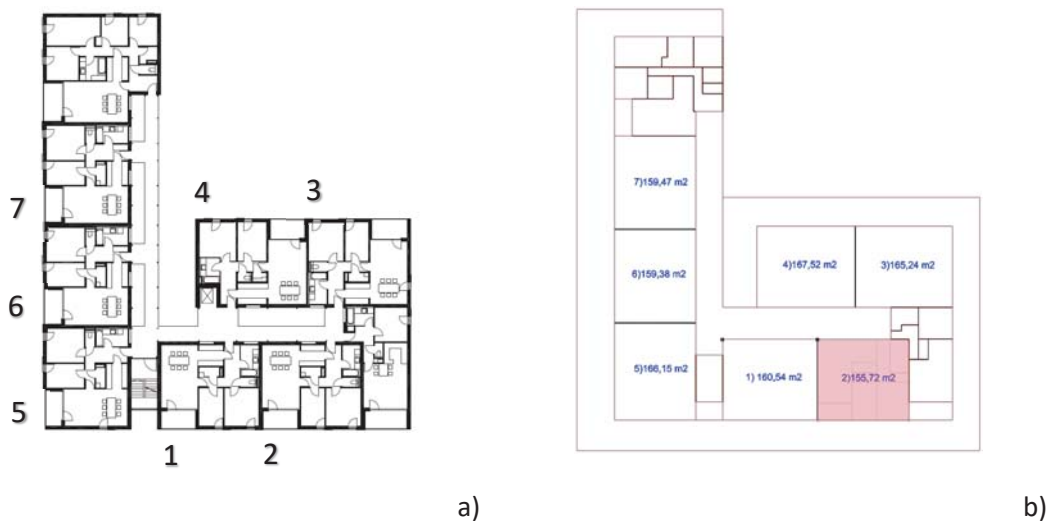 4 3
7
6
5
1 2
a)
7)159,47 m2
6)159,38 m2
4)167,52 m2 3)165,24 m2
5)166,15 m2
1) 160,54 m2 2)155,72 m2
b)